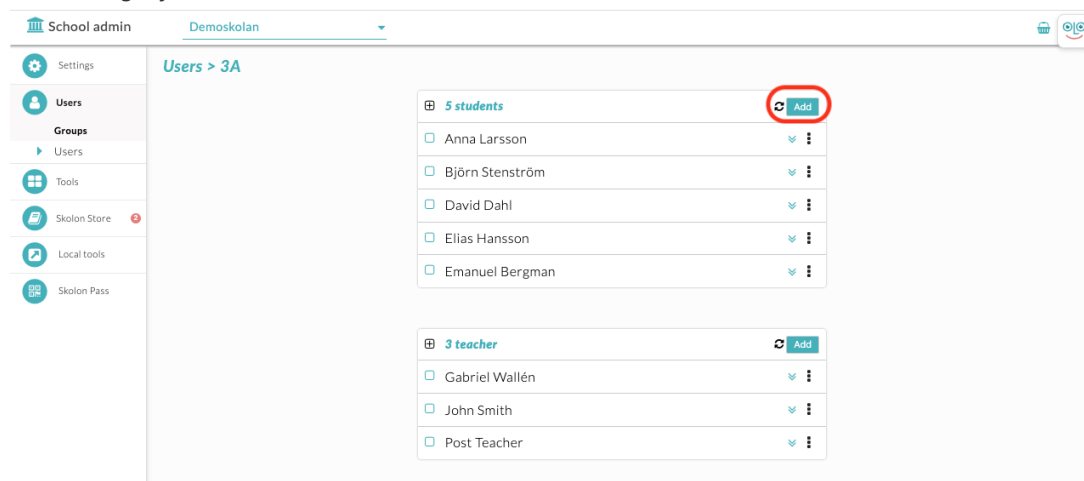 School admin
Demoskolan
Settings
Users
Groups
Users
Tools
Skolon Store 2
Local tools
Skolon Pass
Users > 3A
5 students Add
Anna Larsson
Björn Stenström
David Dahl
Elias Hansson
Emanuel Bergman
3 teacher Add
Gabriel Wallén
John Smith
Post Teacher